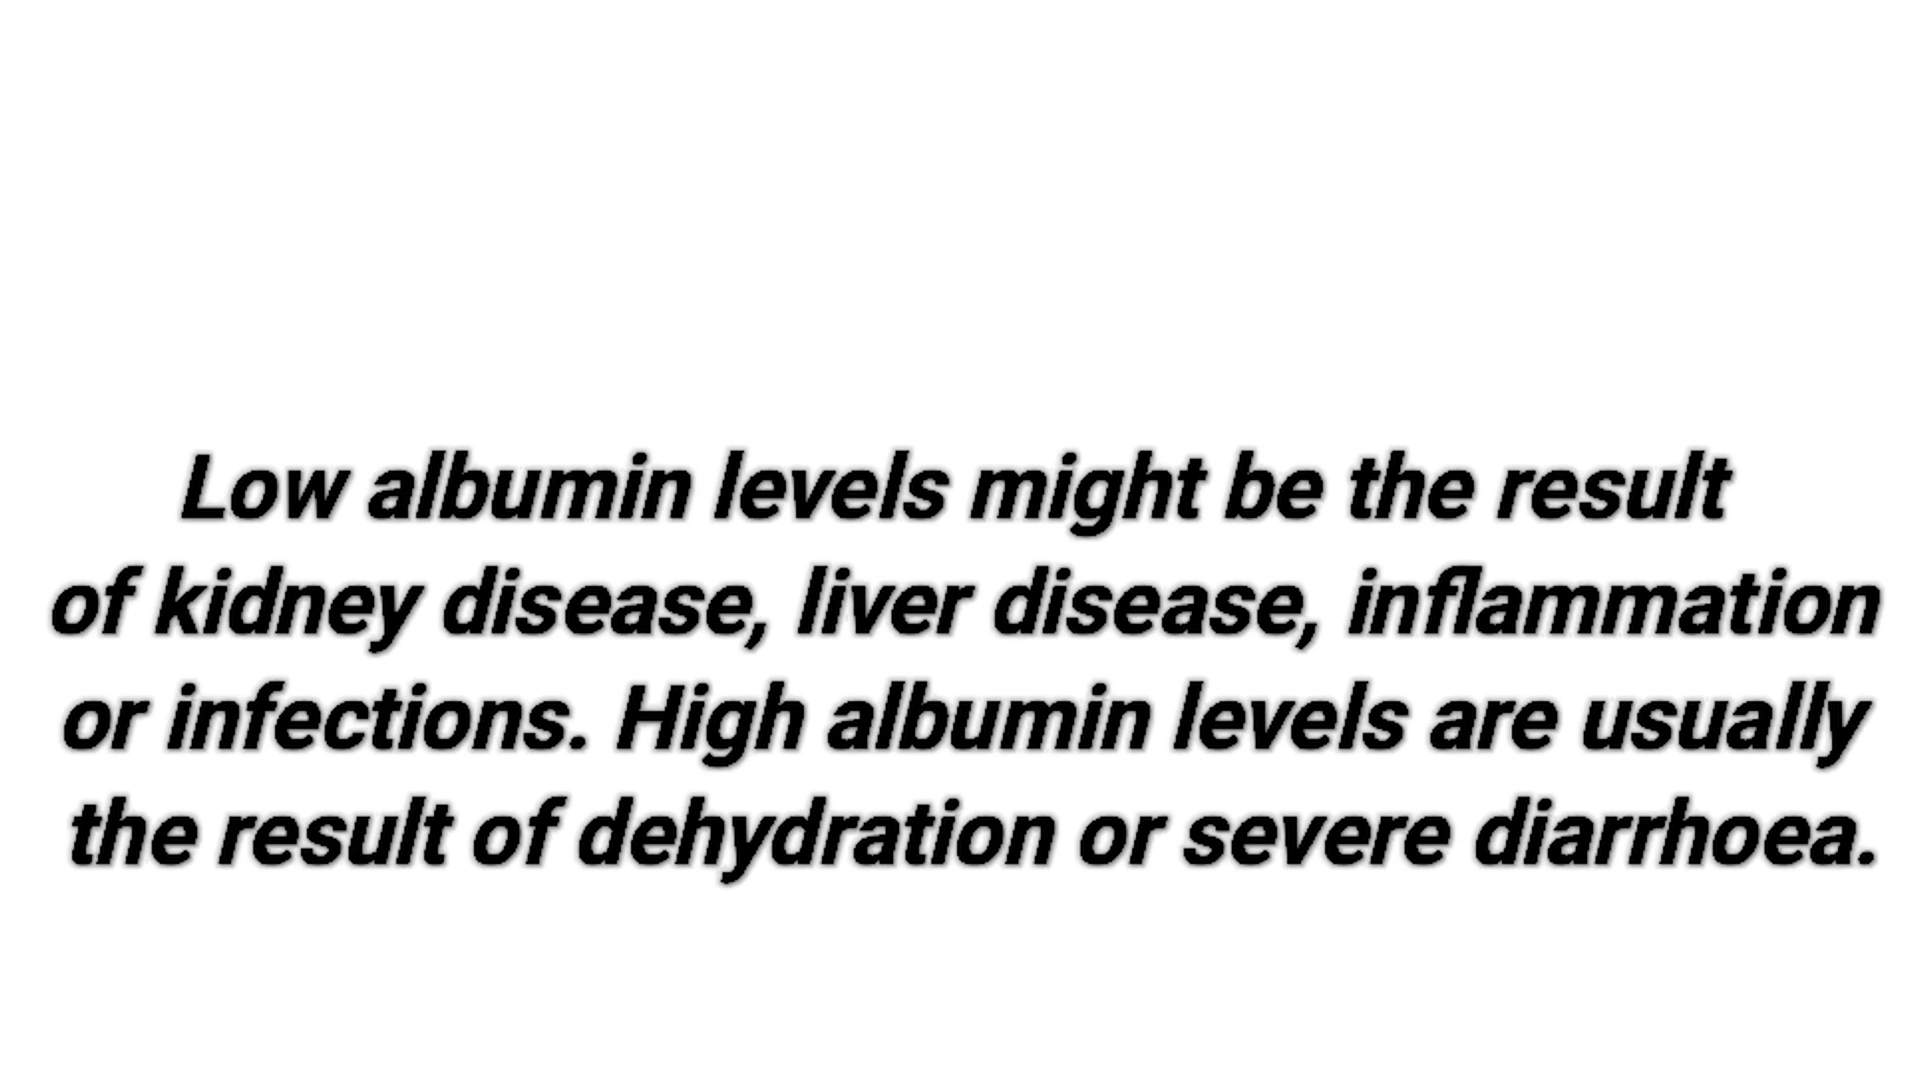 Low albumin levels might be the result
of kidney disease, liver disease, inflammation
or infections. High albumin levels are usually
the result of dehydration or severe diarrhoea.